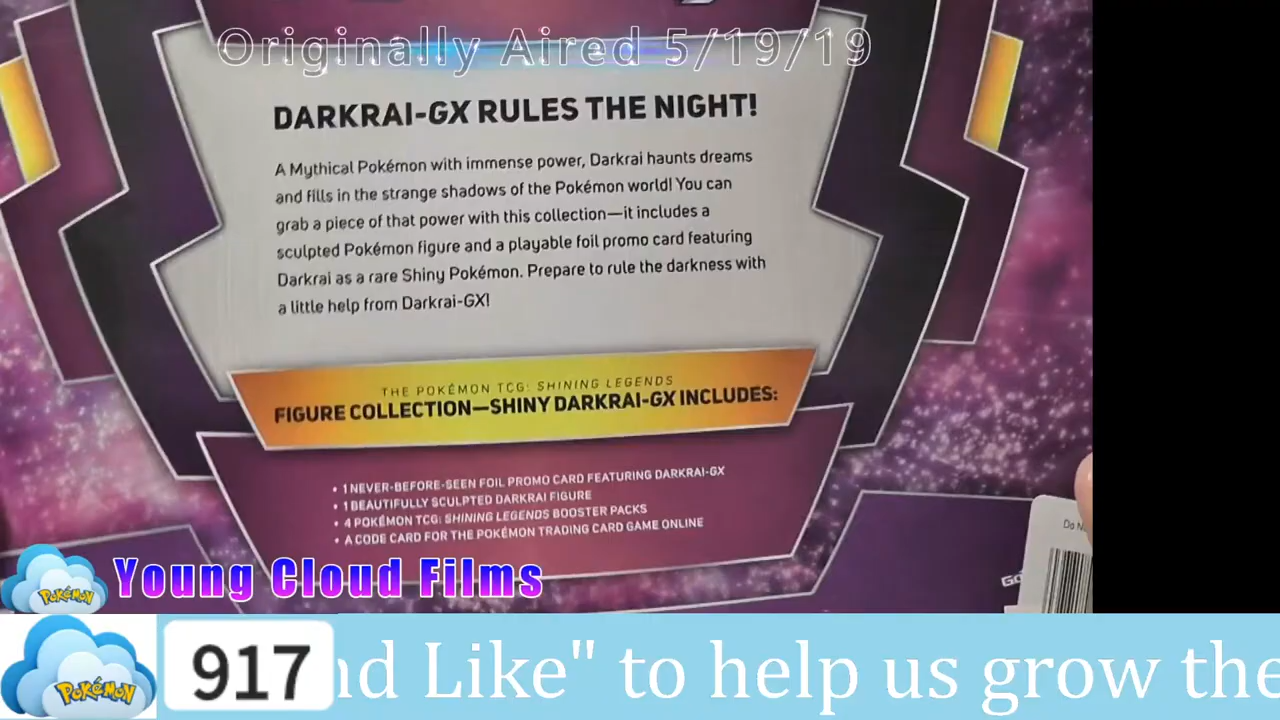 Originally Aired 5/19/19
DARKRAI-GX RULES THE NIGHT!
A Mythical Pokémon with immense power, Darkrai haunts dreams
and fills in the strange shadows of the Pokémon world! You can
grab a piece of that power with this collection—it includes a
sculpted Pokémon figure and a playable foil promo card featuring
Darkrai as a rare Shiny Pokémon. Prepare to rule the darkness with
a little help from Darkrai-GX!
THE POKÉMON TCG: SHINING LEGENDS
FIGURE COLLECTION—SHINY DARKRAI-GX INCLUDES:
• 1 NEVER-BEFORE-SEEN FOIL PROMO CARD FEATURING DARKRAI-GX
• 1 BEAUTIFULLY SCULPTED DARKRAI FIGURE
• 4 POKÉMON TCG: SHINING LEGENDS BOOSTER PACKS
• A CODE CARD FOR THE POKÉMON TRADING CARD GAME ONLINE
Do
POKéMON
Young Cloud Films
POKéMON
917
nd Like" to help us grow the